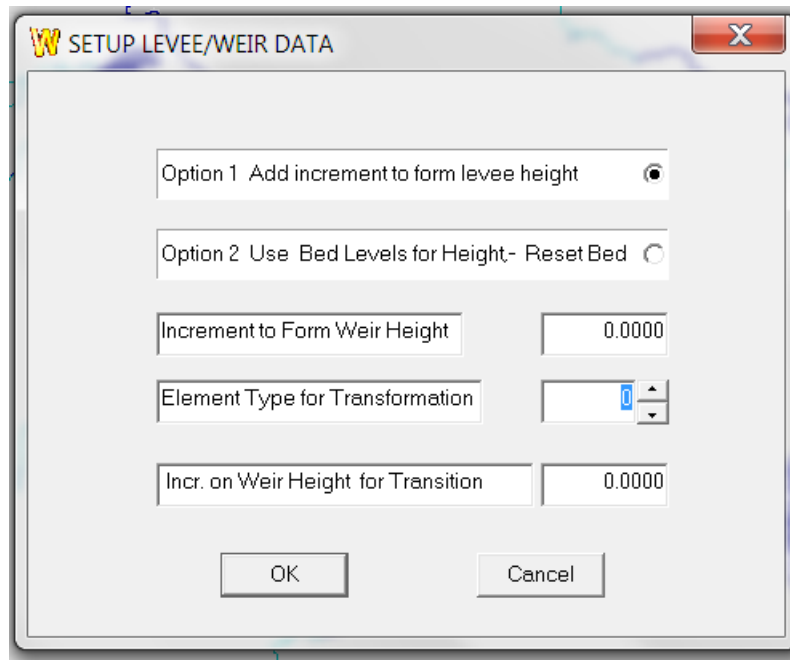 SETUP LEVEE/WEIR DATA
Option 1 Add increment to form levee height
Option 2 Use Bed Levels for Height,- Reset Bed
Increment to Form Weir Height 0.0000
Element Type for Transformation 0
Incr. on Weir Height for Transition 0.0000
OK Cancel